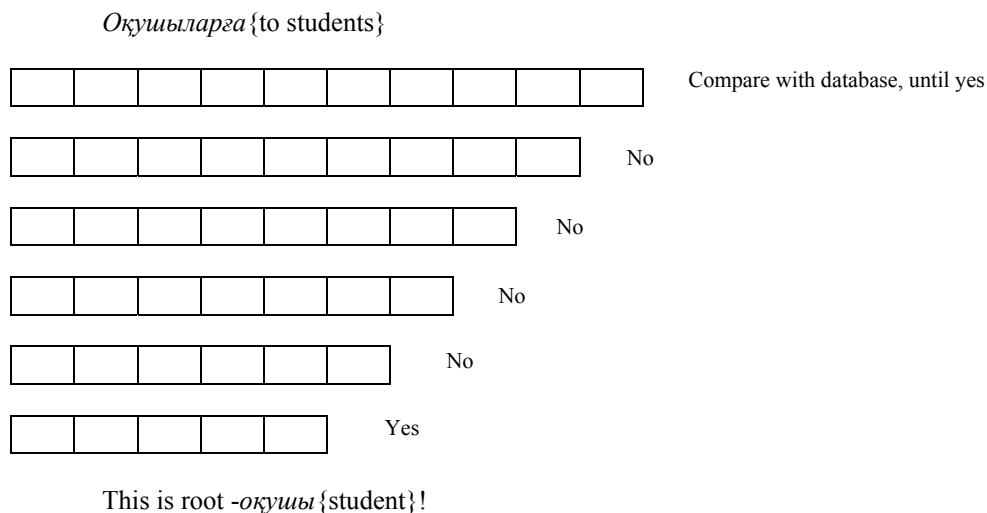 Оқушыларға{to students}
Compare with database, until yes
No
No
No
No
Yes
This is root -оқушы{student}!